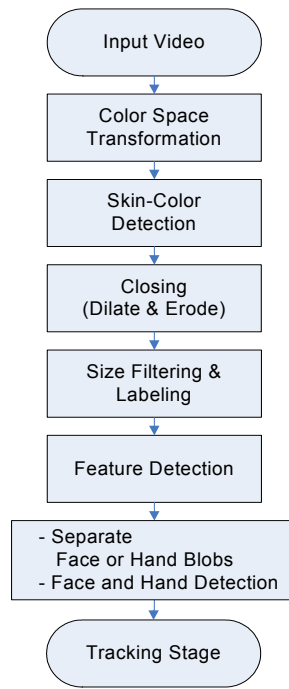 Input Video
Color Space
Transformation
Skin-Color
Detection
Closing
(Dilate & Erode)
Size Filtering &
Labeling
Feature Detection
- Separate
Face or Hand Blobs
- Face and Hand Detection
Tracking Stage